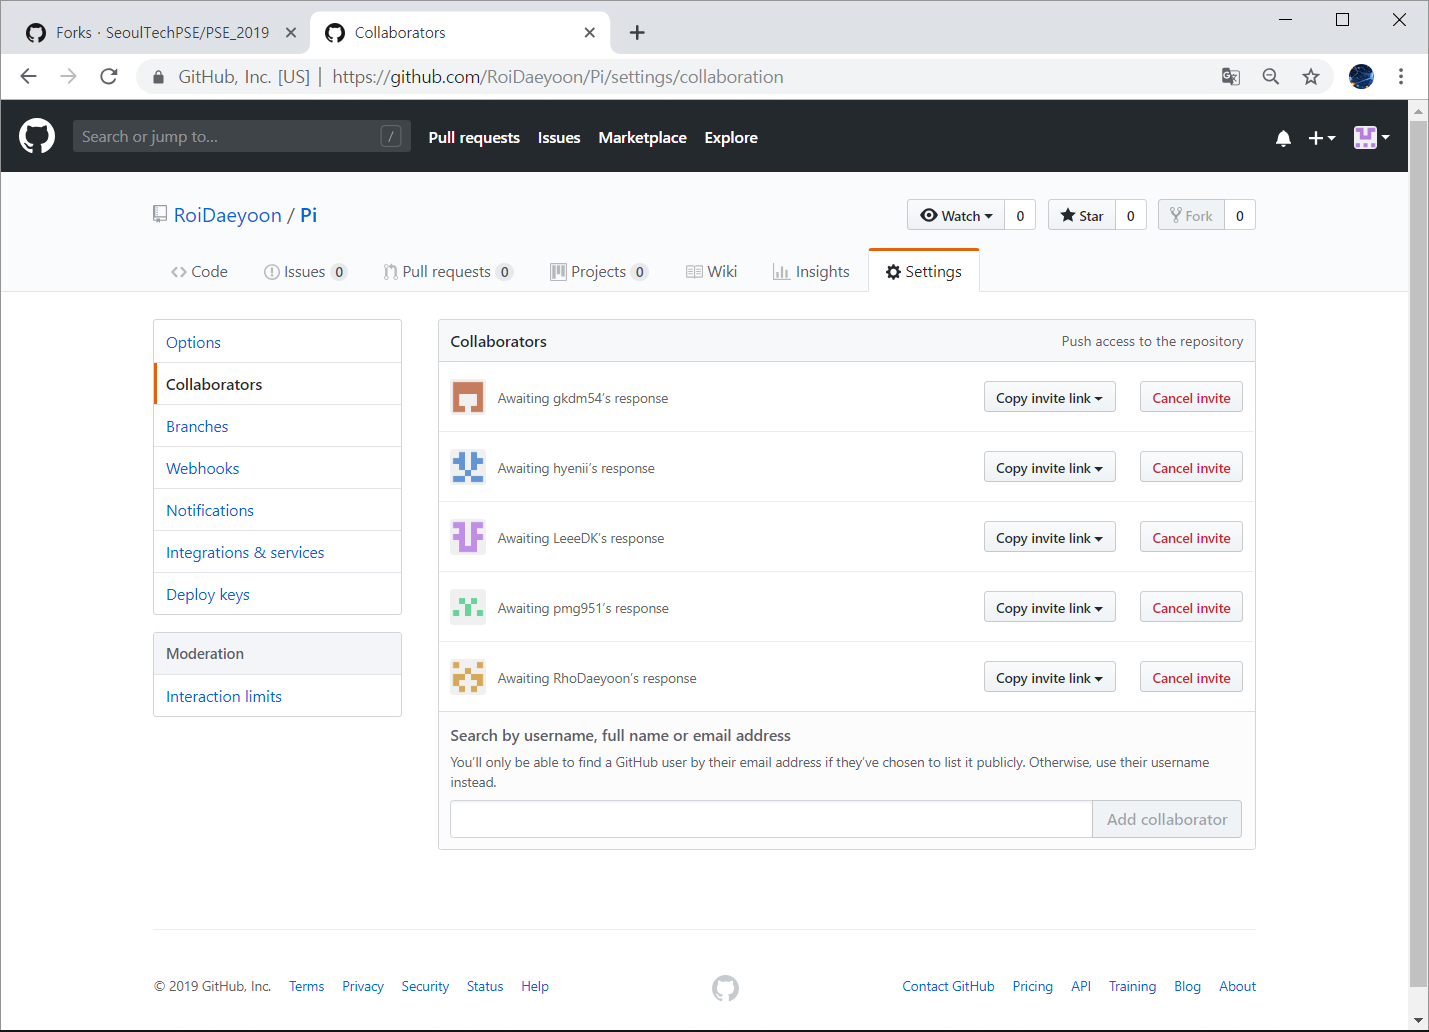 Forks · SeoulTechPSE/PSE_2019
Collaborators
GitHub, Inc. [US] | https://github.com/RoiDaeyoon/Pi/settings/collaboration
Search or jump to... /
Pull requests Issues Marketplace Explore
RoiDaeyoon / Pi
Watch 0 Star 0 Fork 0
Code Issues 0 Pull requests 0 Projects 0 Wiki Insights Settings
Options
Collaborators
Branches
Webhooks
Notifications
Integrations & services
Deploy keys
Moderation
Interaction limits
Collaborators Push access to the repository
Awaiting gkdm54’s response Copy invite link Cancel invite
Awaiting hyenii’s response Copy invite link Cancel invite
Awaiting LeeeDK’s response Copy invite link Cancel invite
Awaiting pmg951’s response Copy invite link Cancel invite
Awaiting RhoDaeyoon’s response Copy invite link Cancel invite
Search by username, full name or email address
You’ll only be able to find a GitHub user by their email address if they’ve chosen to list it publicly. Otherwise, use their username
instead.
Add collaborator
© 2019 GitHub, Inc. Terms Privacy Security Status Help Contact GitHub Pricing API Training Blog About